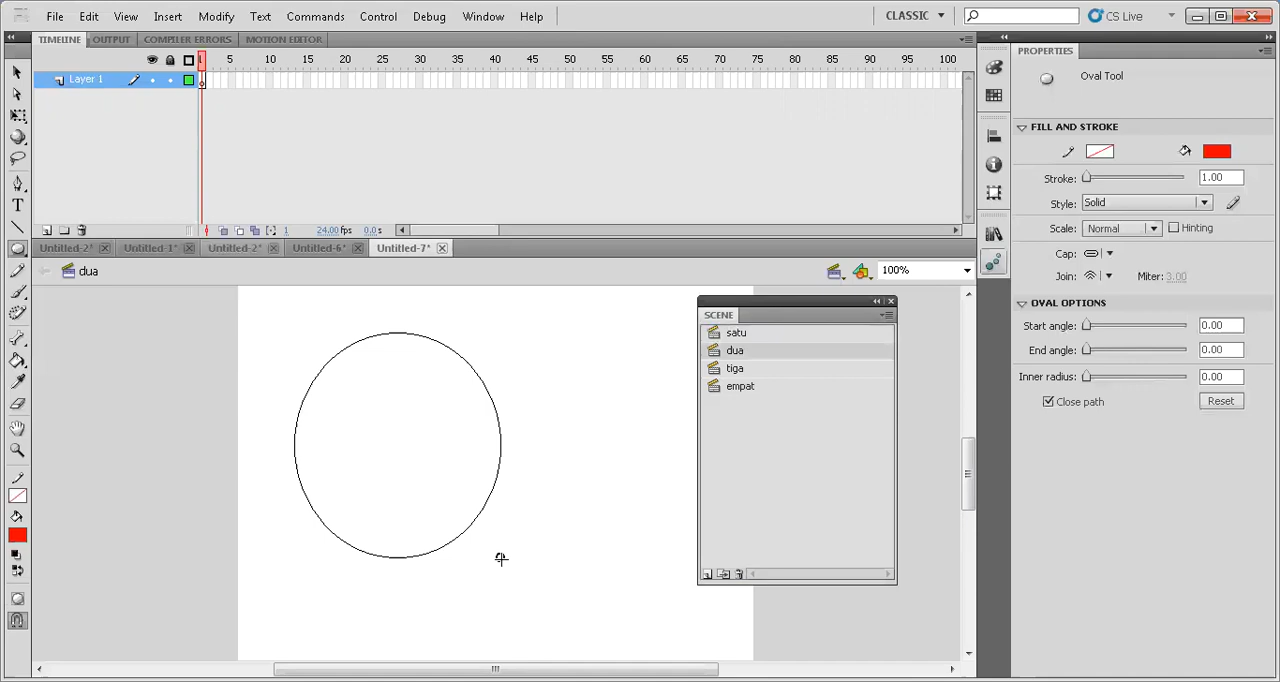 File Edit View Insert Modify Text Commands Control Debug Window Help CLASSIC CS Live
TIMELINE OUTPUT COMPILER ERRORS MOTION EDITOR
1 5 10 15 20 25 30 35 40 45 50 55 60 65 70 75 80 85 90 95 100
Layer 1
1 24.00 fps 0.0 s
Untitled-2* Untitled-1* Untitled-2* Untitled-6* Untitled-7*
dua 100%
SCENE
satu
dua
tiga
empat
PROPERTIES
Oval Tool
FILL AND STROKE
Stroke: 1.00
Style: Solid
Scale: Normal Hinting
Cap:
Join: Miter: 3.00
OVAL OPTIONS
Start angle: 0.00
End angle: 0.00
Inner radius: 0.00
Close path Reset